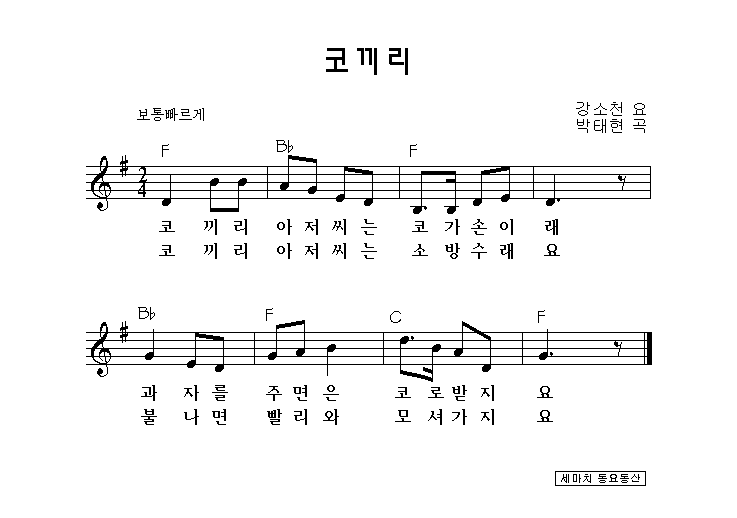 코끼리
보통빠르게
강소천 요
박태현 곡
F B♭ F
2
4
코 끼 리 아 저 씨 는 코 가 손 이 래
코 끼 리 아 저 씨 는 소 방 수 래 요
B♭ F C F
과 자 를 주 면 은 코 로 받 지 요
불 나 면 빨 리 와 모 셔 가 지 요
세마치 동요동산